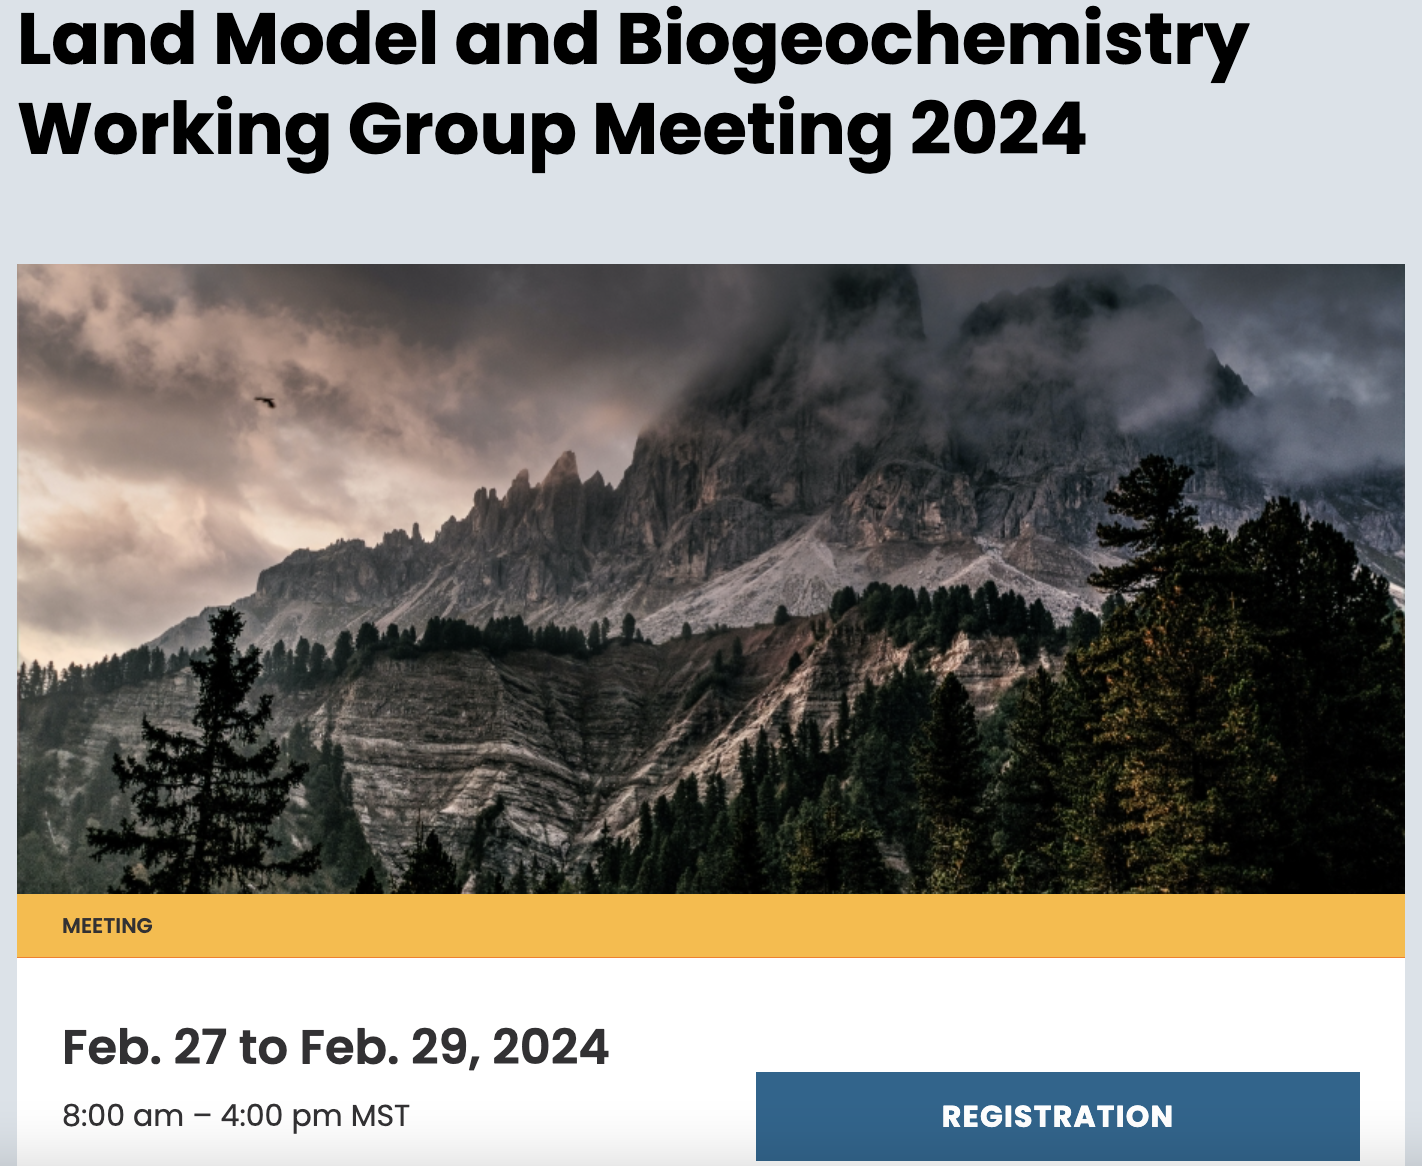 Land Model and Biogeochemistry
Working Group Meeting 2024
MEETING
Feb. 27 to Feb. 29, 2024
8:00 am – 4:00 pm MST
REGISTRATION